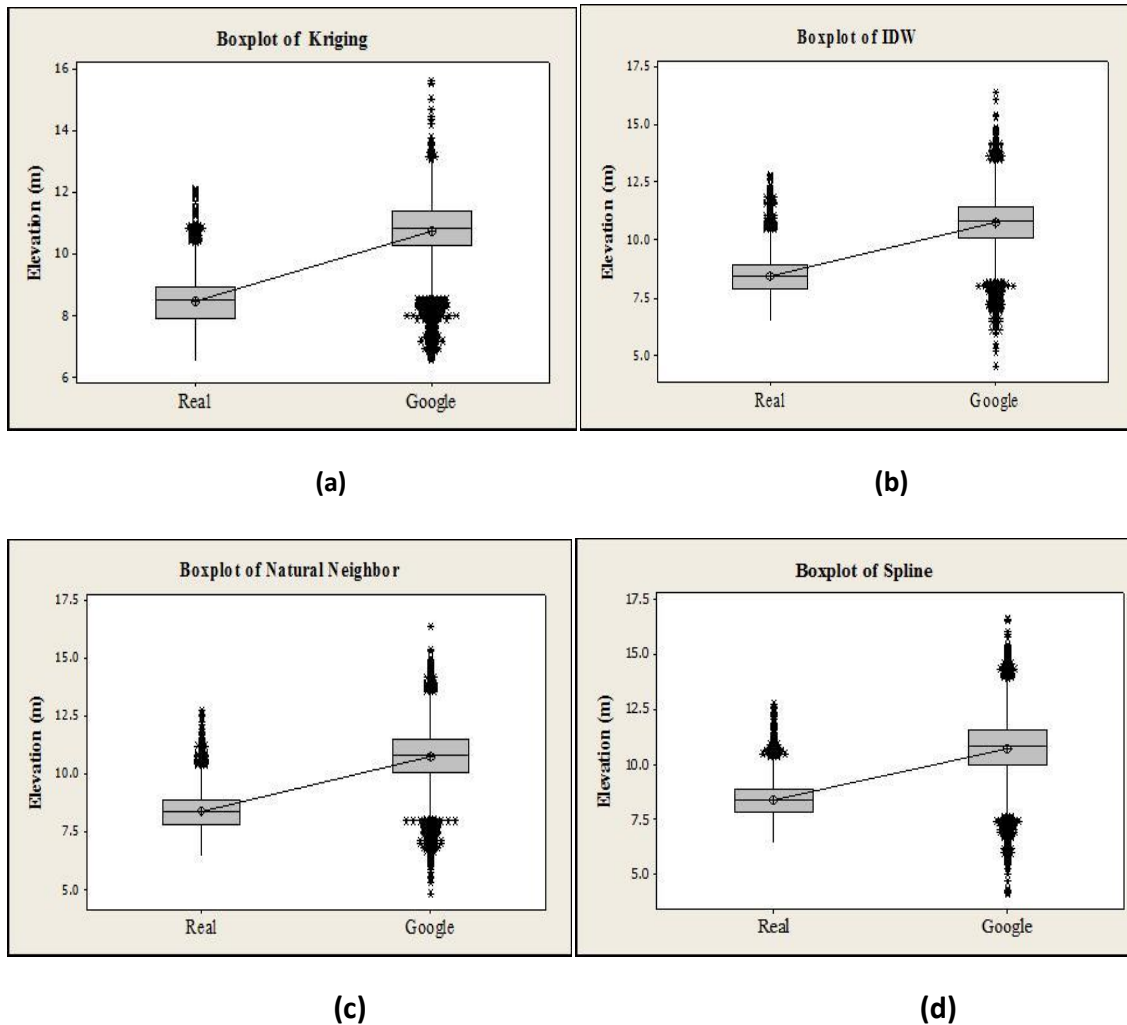 Boxplot of Kriging
Elevation (m)
16
14
12
10
8
6
Real Google
(a)
Boxplot of IDW
Elevation (m)
17.5
15.0
12.5
10.0
7.5
5.0
Real Google
(b)
Boxplot of Natural Neighbor
Elevation (m)
17.5
15.0
12.5
10.0
7.5
5.0
Real Google
(c)
Boxplot of Spline
Elevation (m)
17.5
15.0
12.5
10.0
7.5
5.0
Real Google
(d)